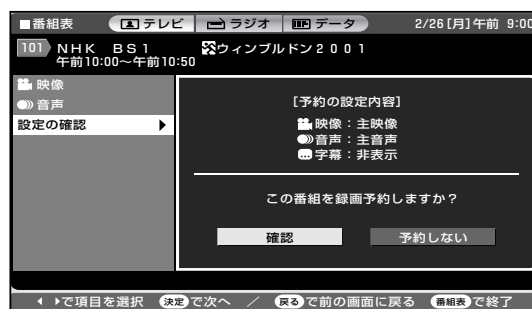 ■番組表 テレビ ラジオ データ 2/26[月]午前 9:00
101 NHK BS1 ウィンブルドン2001
午前10:00〜午前10:50
映像
音声
設定の確認
[予約の設定内容]
映像：主映像
音声：主音声
字幕：非表示
この番組を録画予約しますか？
確認 予約しない
で項目を選択 決定で次へ ／ 戻るで前の画面に戻る 番組表で終了